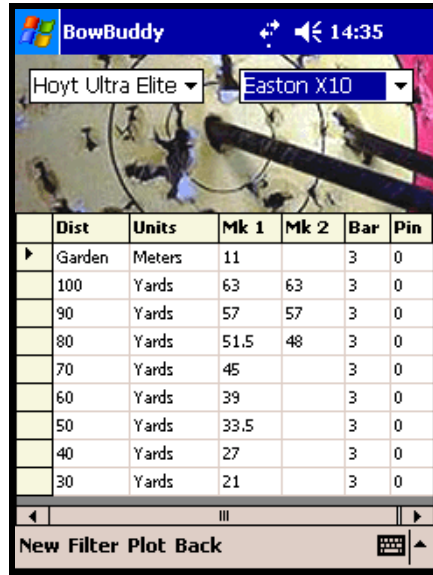 BowBuddy 14:35
Hoyt Ultra Elite Easton X10
Dist Units Mk 1 Mk 2 Bar Pin
Garden Meters 11 3 0
100 Yards 63 63 3 0
90 Yards 57 57 3 0
80 Yards 51.5 48 3 0
70 Yards 45 3 0
60 Yards 39 3 0
50 Yards 33.5 3 0
40 Yards 27 3 0
30 Yards 21 3 0
New Filter Plot Back